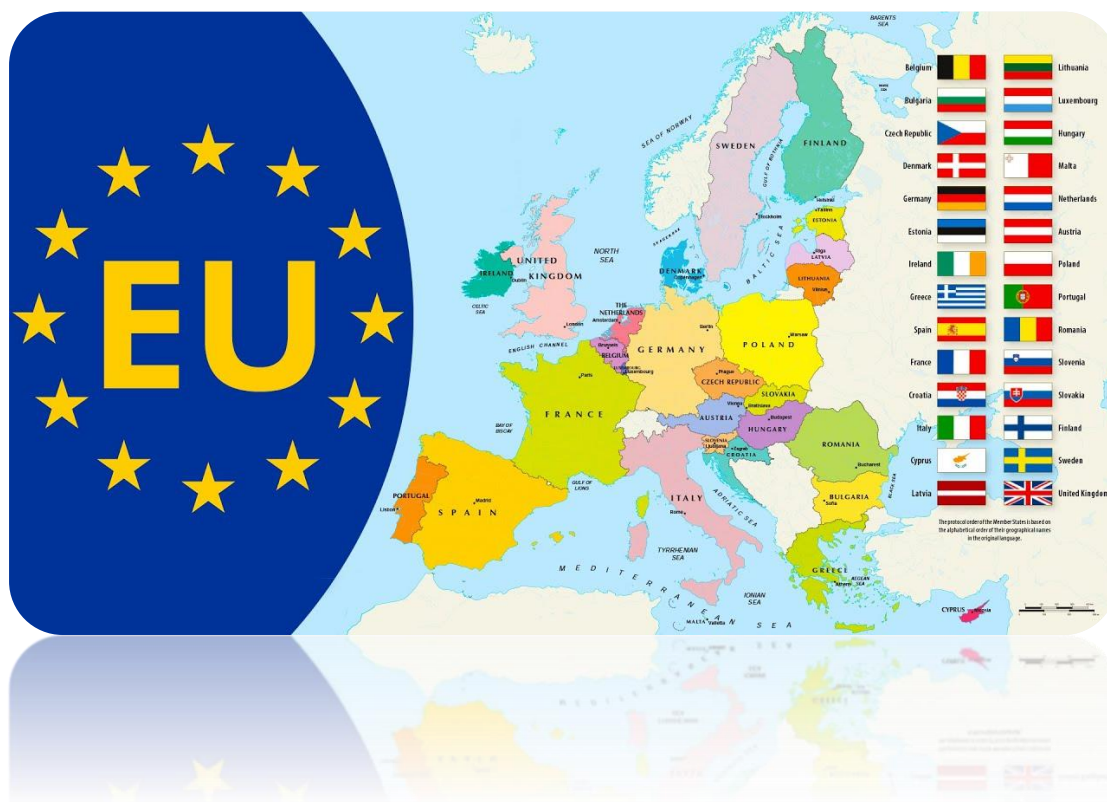 EU
BARENTS
SEA
SEA OF NORWAY
SWEDEN
FINLAND
GULF OF BOTHNIA
Helsinki
Tallinn
Stockholm
ESTONIA
Riga
LATVIA
BALTIC SEA
LITHUANIA
Vilnius
NORTH
SEA
DENMARK
Copenhagen
UNITED
KINGDOM
IRELAND
Dublin
CELTIC
SEA
London
ENGLISH CHANNEL
THE
NETHERLANDS
Amsterdam
Brussels
BELGIUM
LUXEMBOURG
Luxembourg
Berlin
GERMANY
Warsaw
POLAND
Prague
CZECH REPUBLIC
SLOVAKIA
Bratislava
Vienna
AUSTRIA
Budapest
HUNGARY
SLOVENIA
Ljubljana
Zagreb
CROATIA
ROMANIA
Bucharest
BLACK SEA
BULGARIA
Sofia
Paris
FRANCE
BAY OF
BISCAY
GULF OF
LIONS
PORTUGAL
Lisbon
Madrid
SPAIN
ITALY
Rome
ADRIATIC SEA
TYRRHENIAN
SEA
IONIAN
SEA
GREECE
Athens
AEGEAN
SEA
MEDITERRANEAN SEA
MALTA
Valletta
CYPRUS
Nicosia
Belgium
Lithuania
Bulgaria
Luxembourg
Czech Republic
Hungary
Denmark
Malta
Germany
Netherlands
Estonia
Austria
Ireland
Poland
Greece
Portugal
Spain
Romania
France
Slovenia
Croatia
Slovakia
Italy
Finland
Cyprus
Sweden
Latvia
United Kingdom
The protocol order of the Member States is based on
the alphabetical order of their geographical names
in the original language.